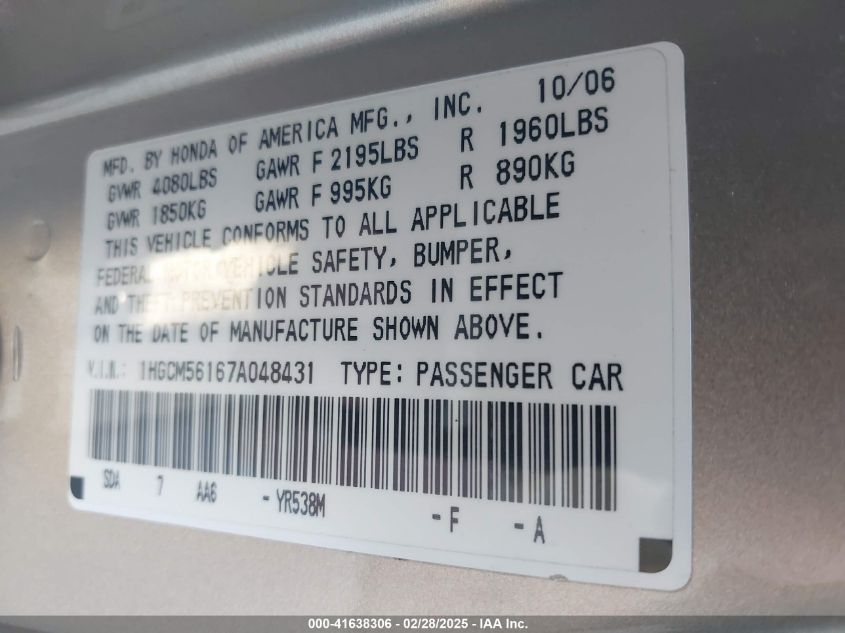 MFD. BY HONDA OF AMERICA MFG., INC. 10/06
GVWR 4080LBS GAWR F 2195LBS R 1960LBS
GVWR 1850KG GAWR F 995KG R 890KG
THIS VEHICLE CONFORMS TO ALL APPLICABLE
FEDERAL MOTOR VEHICLE SAFETY, BUMPER,
AND THEFT PREVENTION STANDARDS IN EFFECT
ON THE DATE OF MANUFACTURE SHOWN ABOVE.
V.I.N.: 1HGCM56167A048431 TYPE: PASSENGER CAR
SDA 7 AA6 - YR538M - F - A
000-41638306 - 02/28/2025 - IAA Inc.